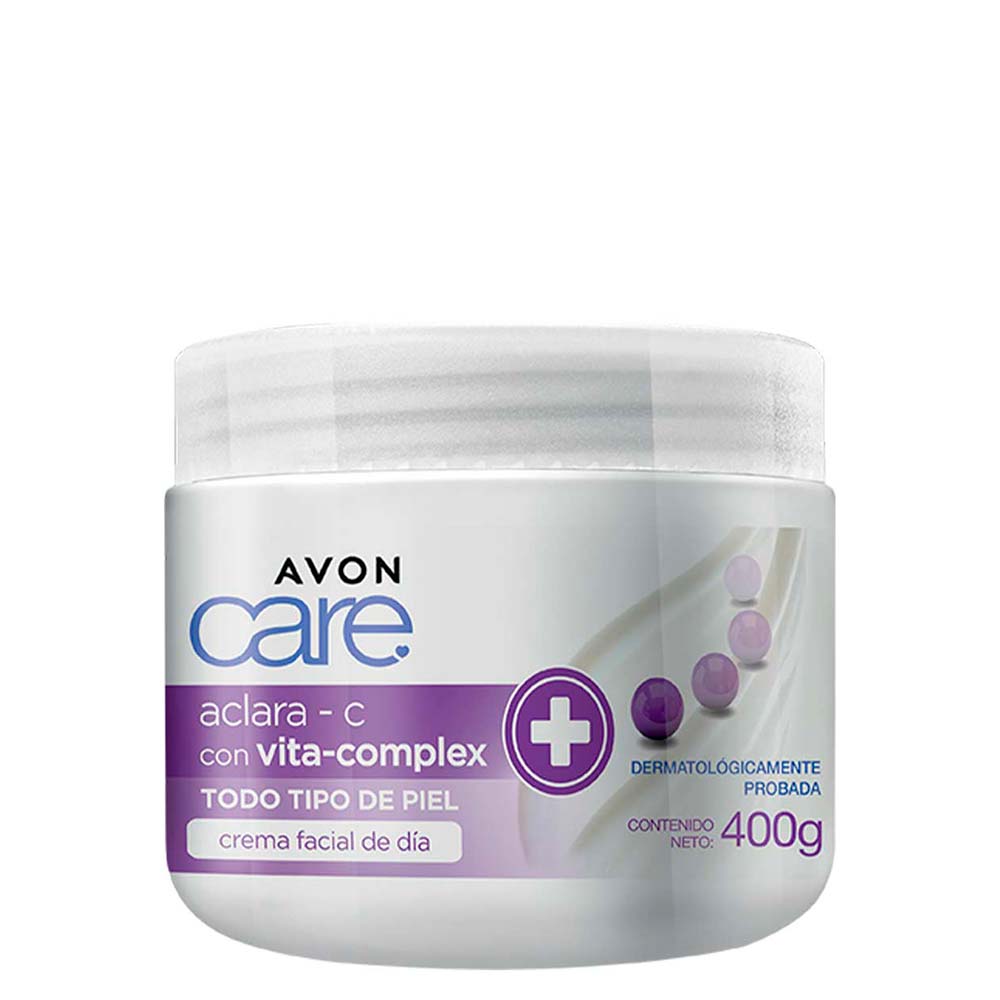 AVON
care
aclara - c
con vita-complex
TODO TIPO DE PIEL
crema facial de día
DERMATOLÓGICAMENTE
PROBADA
CONTENIDO
NETO: 400g